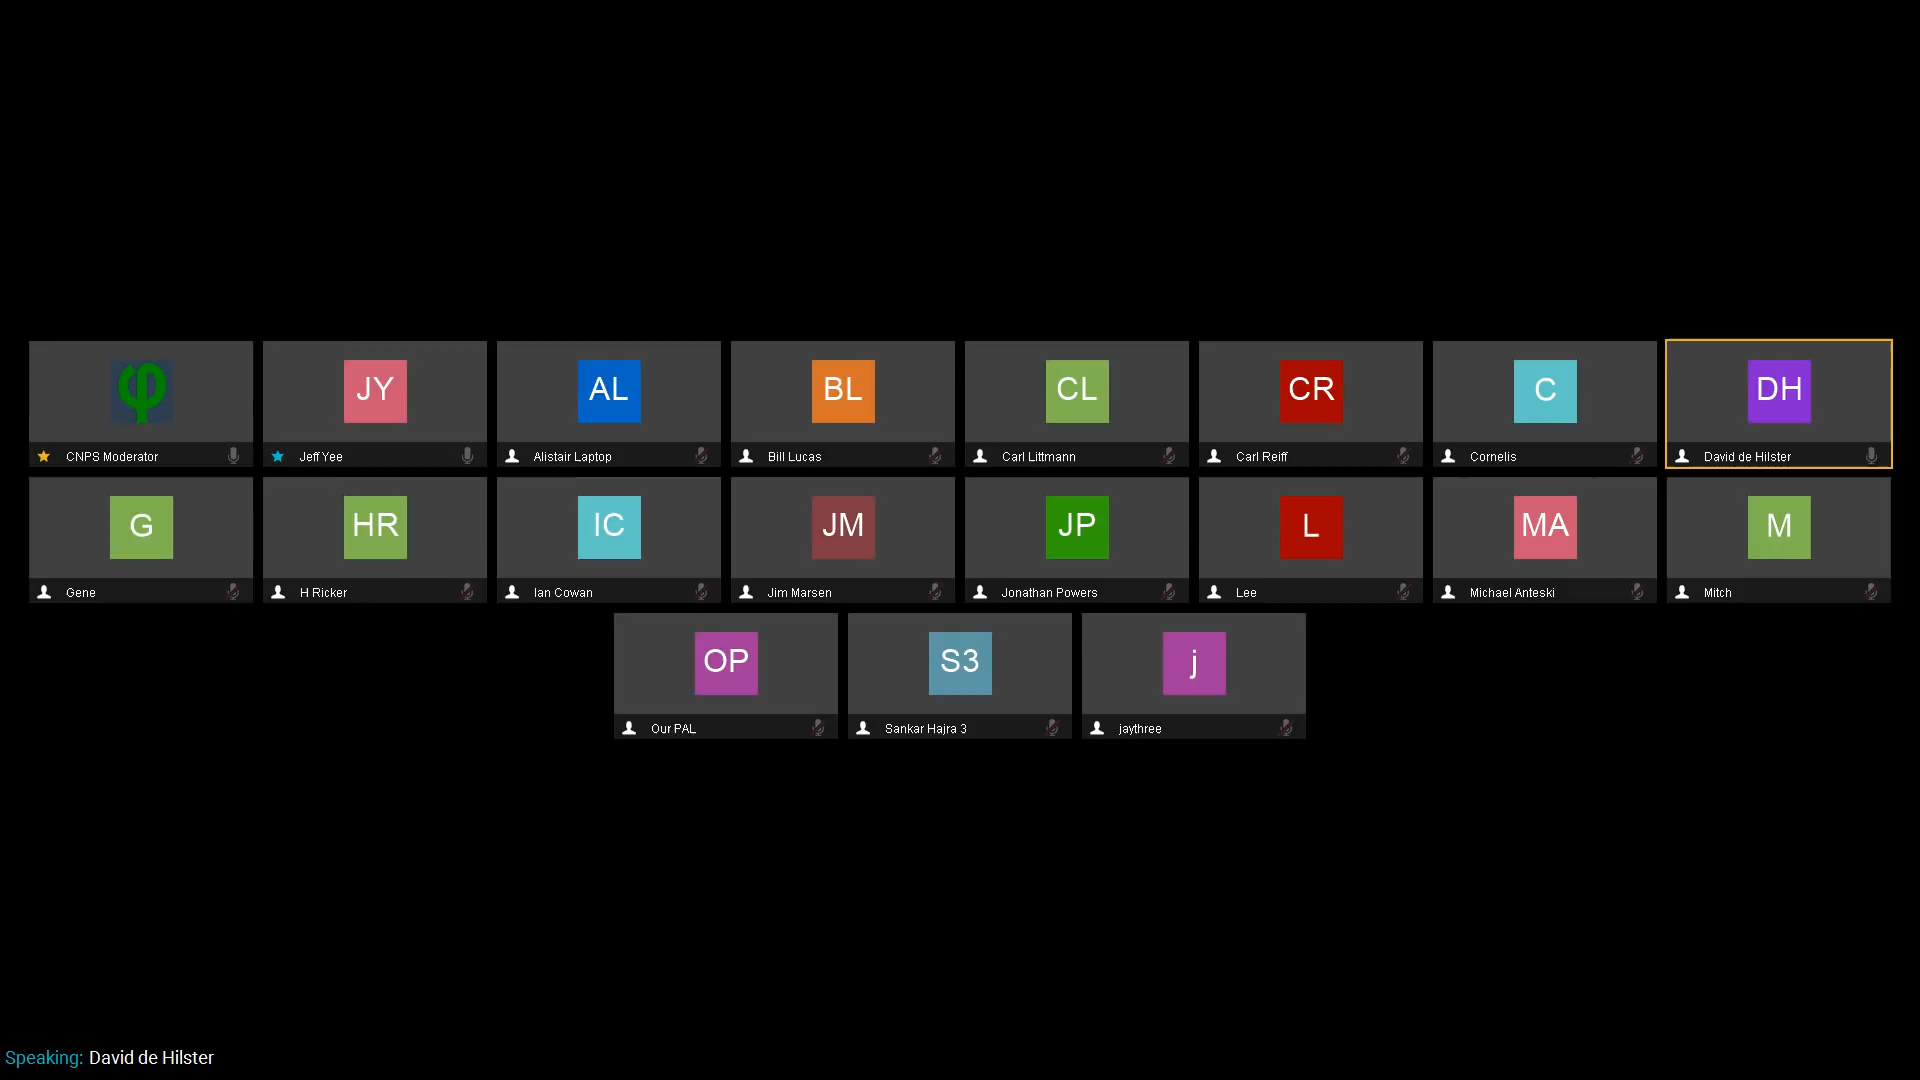 φ JY AL BL CL CR C DH
CNPS Moderator Jeff Yee Alistair Laptop Bill Lucas Carl Littmann Carl Reiff Cornelis David de Hilster
G HR IC JM JP L MA M
Gene H Ricker Ian Cowan Jim Marsen Jonathan Powers Lee Michael Anteski Mitch
OP S3 j
Our PAL Sankar Hajra 3 jaythree
Speaking: David de Hilster